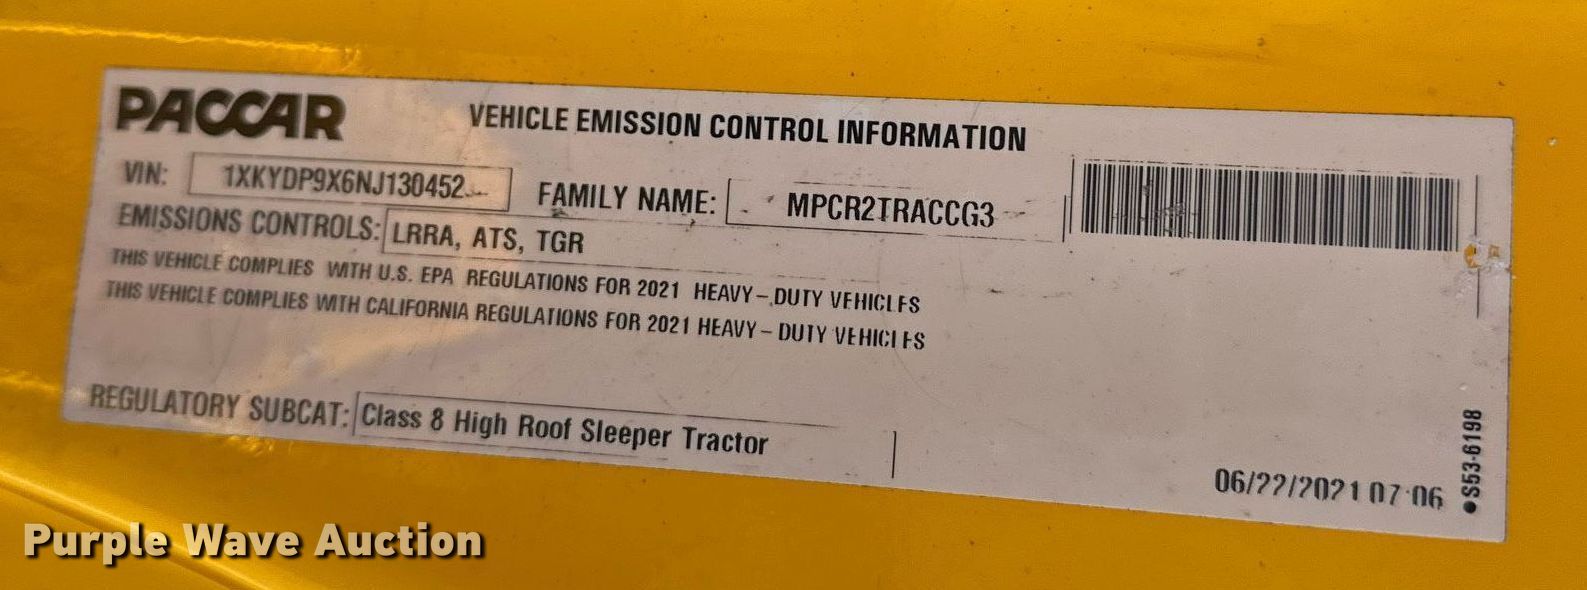 PACCAR
VEHICLE EMISSION CONTROL INFORMATION
VIN: 1XKYDP9X6NJ130452
FAMILY NAME: MPCR2TRACCG3
EMISSIONS CONTROLS: LRRA, ATS, TGR
THIS VEHICLE COMPLIES WITH U.S. EPA REGULATIONS FOR 2021 HEAVY-DUTY VEHICLES
THIS VEHICLE COMPLIES WITH CALIFORNIA REGULATIONS FOR 2021 HEAVY-DUTY VEHICLES
REGULATORY SUBCAT: Class 8 High Roof Sleeper Tractor
06/22/2021 07:06
•S53-6198
Purple Wave Auction